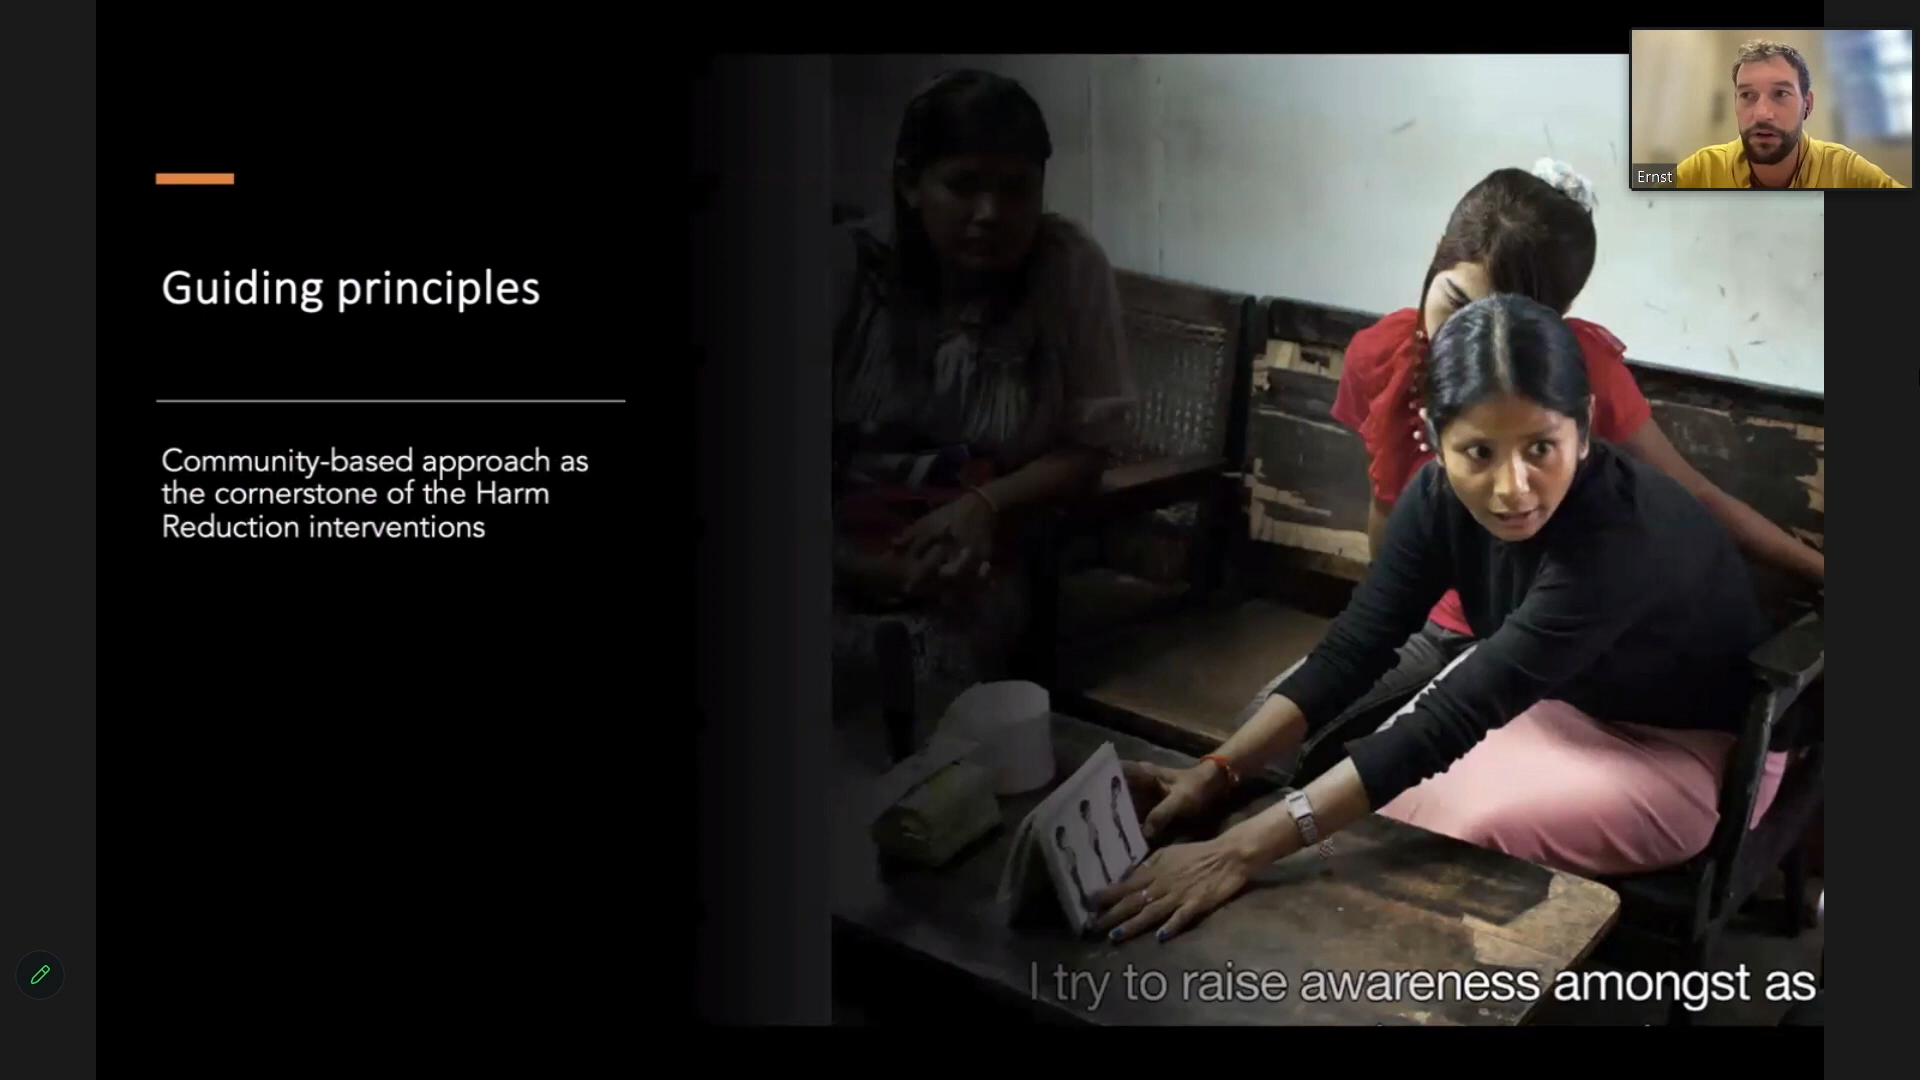 Ernst
Guiding principles
Community-based approach as
the cornerstone of the Harm
Reduction interventions
I try to raise awareness amongst as